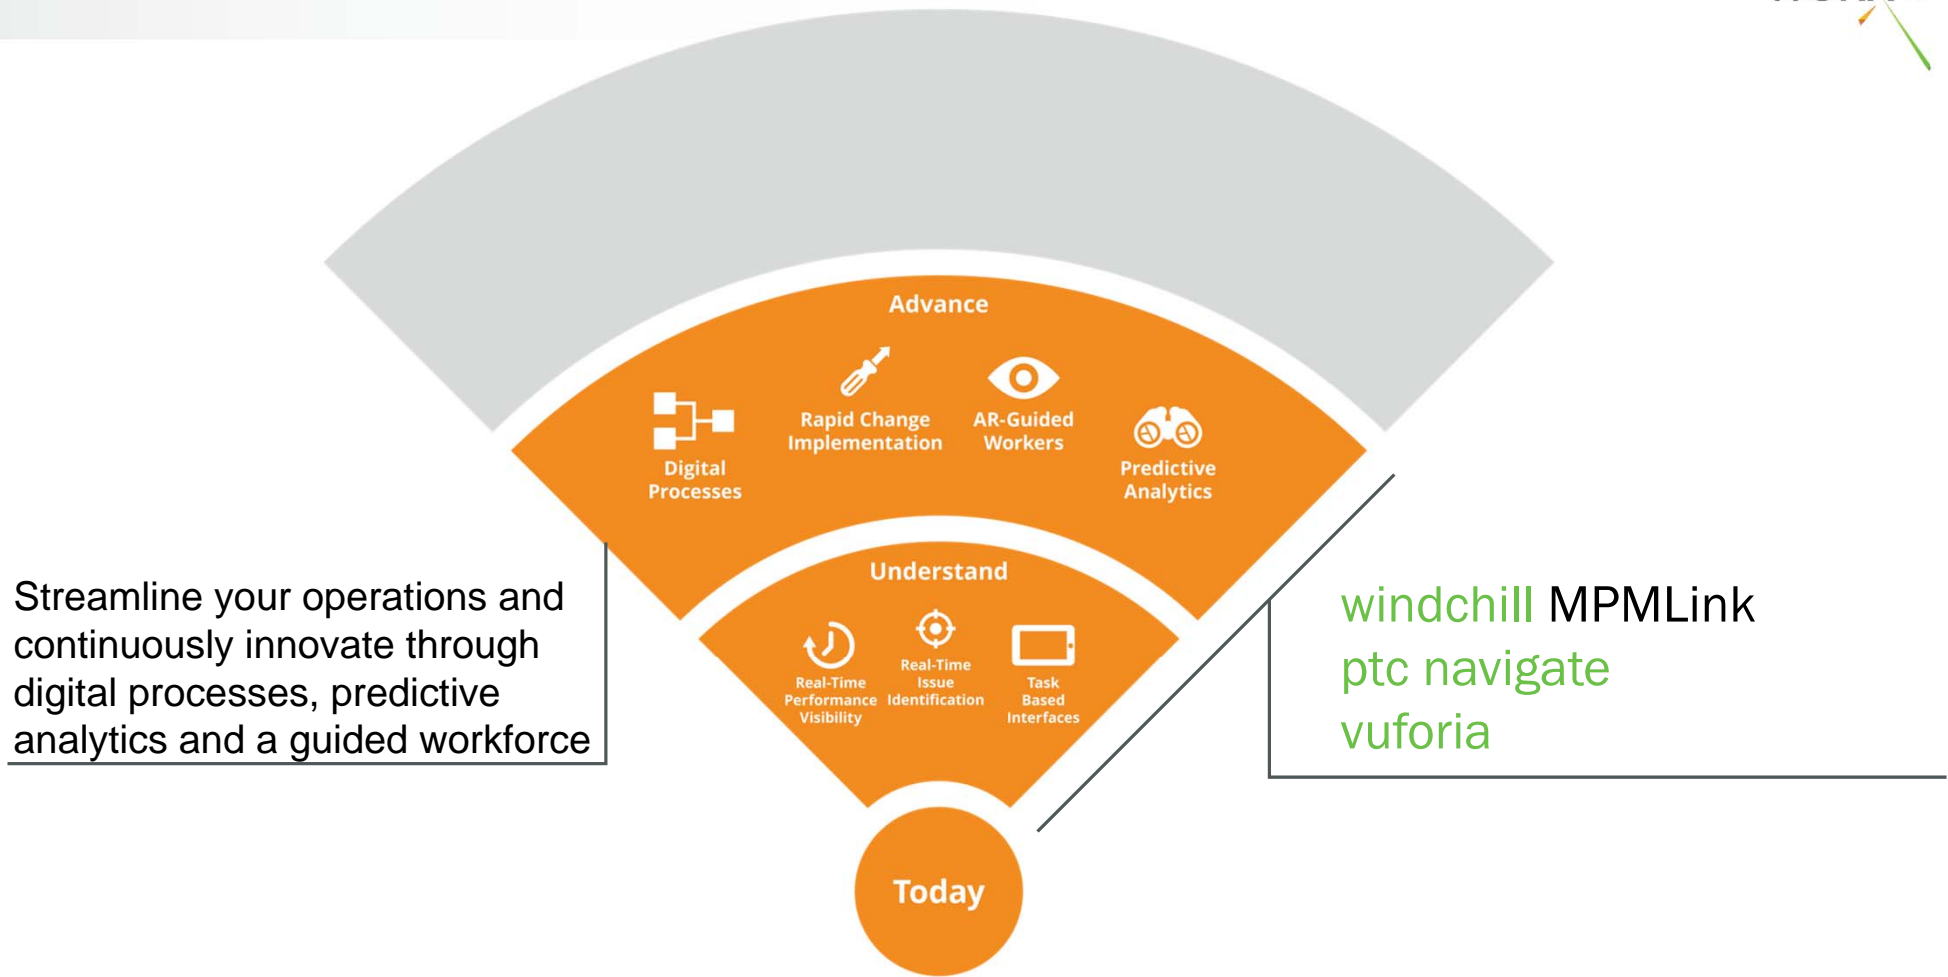 Advance
Digital
Processes
Rapid Change
Implementation
AR-Guided
Workers
Predictive
Analytics
Understand
Real-Time
Performance
Visibility
Real-Time
Issue
Identification
Task
Based
Interfaces
Today
Streamline your operations and
continuously innovate through
digital processes, predictive
analytics and a guided workforce
windchill MPMLink
ptc navigate
vuforia